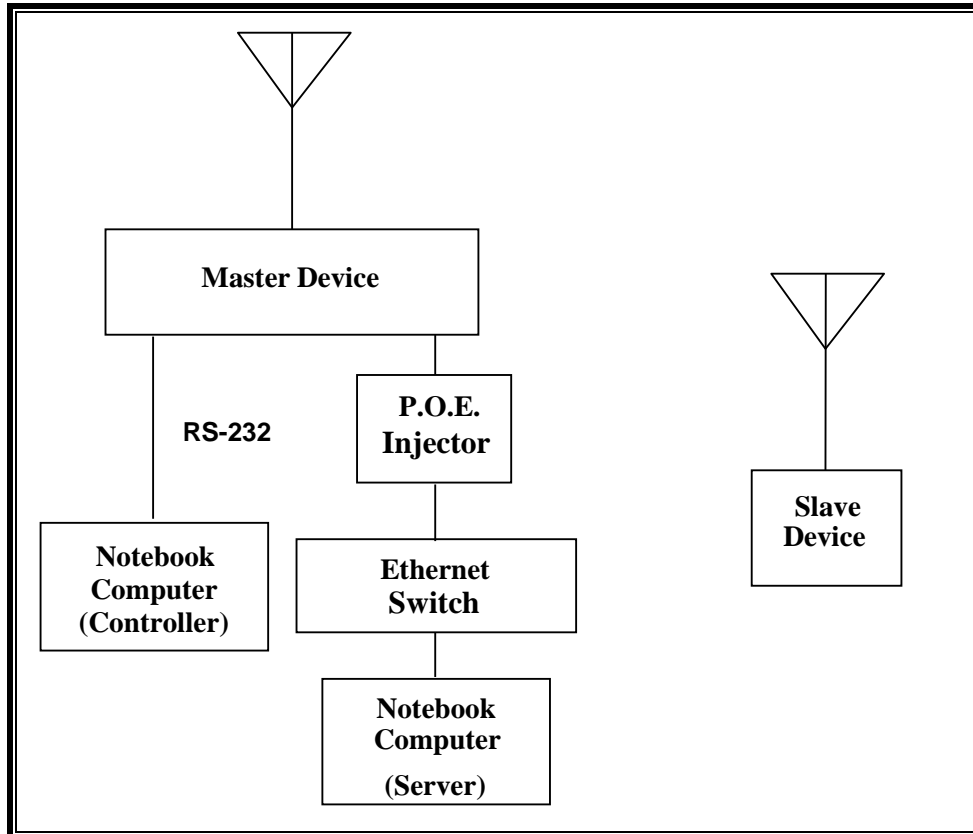 Master Device
P.O.E.
Injector
RS-232
Slave
Device
Notebook
Computer
(Controller)
Ethernet
Switch
Notebook
Computer
(Server)